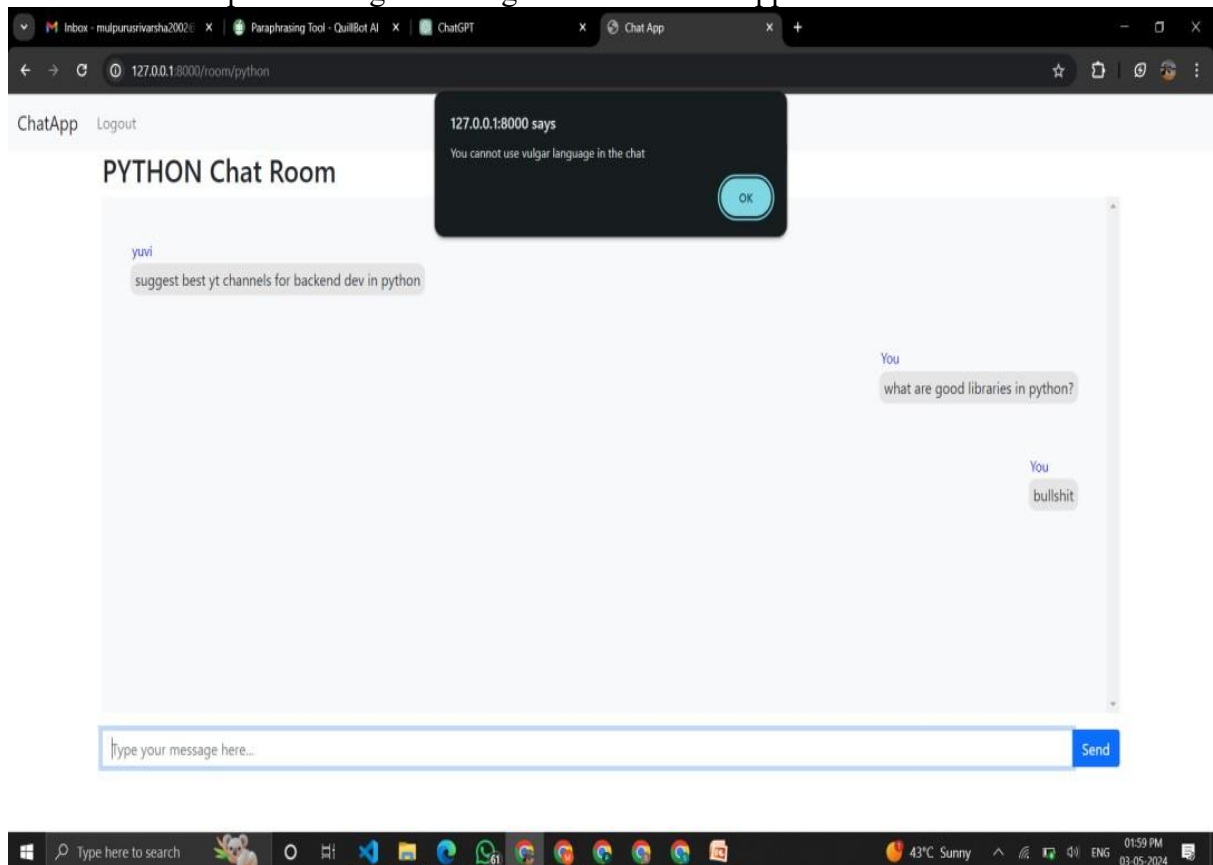 Inbox - mulpurusrivarsha2002@
Paraphrasing Tool - QuillBot AI
ChatGPT
Chat App
127.0.0.1:8000/room/python
ChatApp Logout
127.0.0.1:8000 says
You cannot use vulgar language in the chat
OK
PYTHON Chat Room
yuvi
suggest best yt channels for backend dev in python
You
what are good libraries in python?
You
bullshit
Type your message here...
Send
Type here to search
61
43°C Sunny
ENG
01:59 PM
03-05-2024